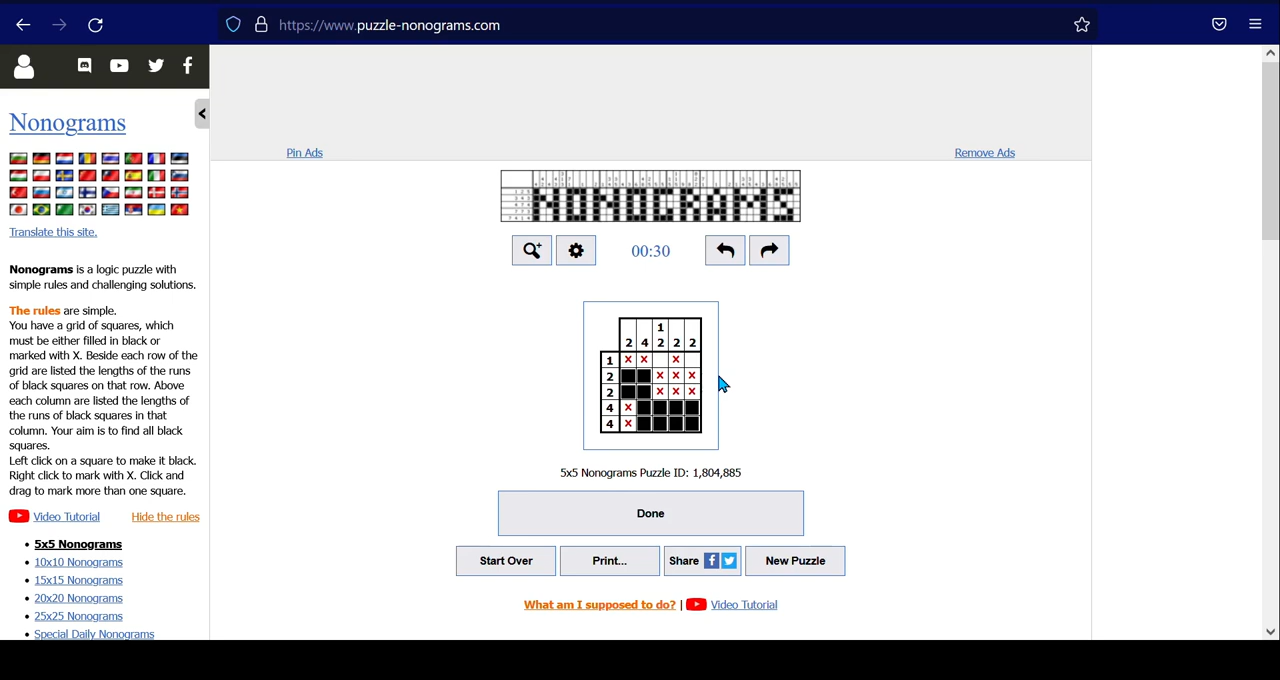 https://www.puzzle-nonograms.com
Nonograms
Translate this site.
Nonograms is a logic puzzle with
simple rules and challenging solutions.
The rules are simple.
You have a grid of squares, which
must be either filled in black or
marked with X. Beside each row of the
grid are listed the lengths of the runs
of black squares on that row. Above
each column are listed the lengths of
the runs of black squares in that
column. Your aim is to find all black
squares.
Left click on a square to make it black.
Right click to mark with X. Click and
drag to mark more than one square.
Video Tutorial Hide the rules
5x5 Nonograms
10x10 Nonograms
15x15 Nonograms
20x20 Nonograms
25x25 Nonograms
Special Daily Nonograms
Pin Ads Remove Ads
NONOGRAMS
00:30
1
2 4 2 2 2
1 x x x
2 x x x
2 x x x
4 x
4 x
5x5 Nonograms Puzzle ID: 1,804,885
Done
Start Over Print... Share New Puzzle
What am I supposed to do? | Video Tutorial